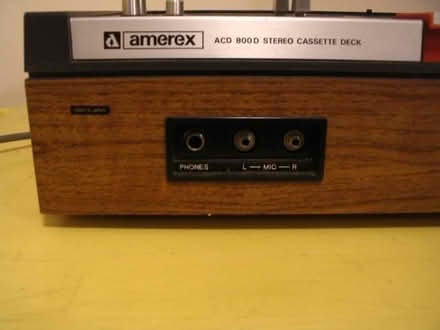 amerex ACD 800D STEREO CASSETTE DECK
PHONES L — MIC — R